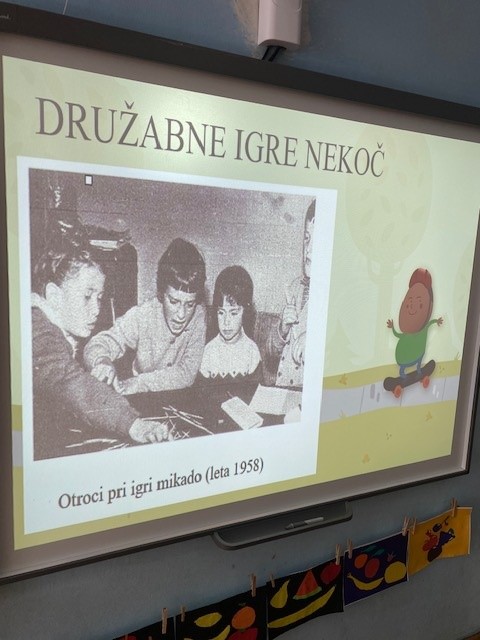 DRUŽABNE IGRE NEKOČ
Otroci pri igri mikado (leta 1958)